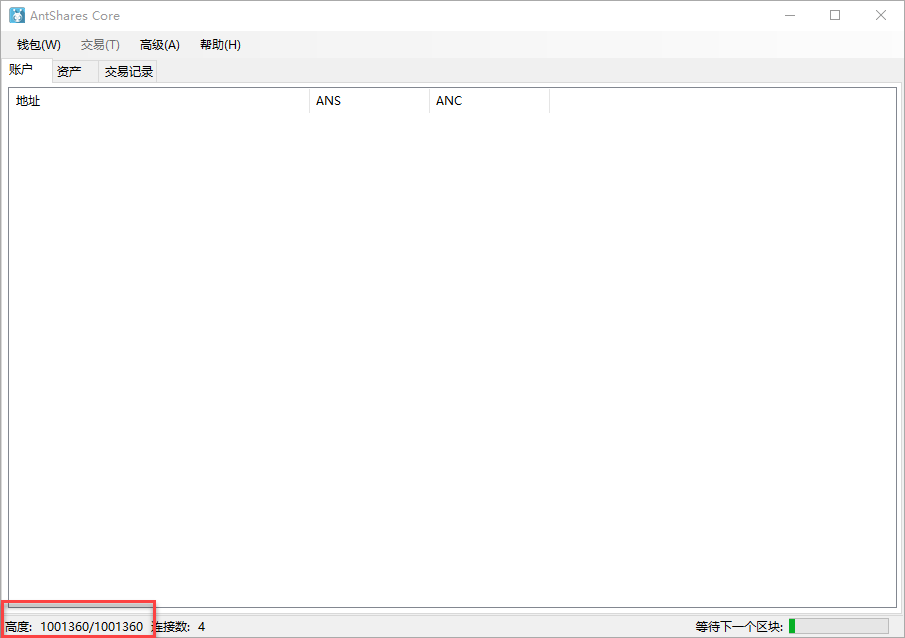 AntShares Core
钱包(W) 交易(T) 高级(A) 帮助(H)
账户 资产 交易记录
地址 ANS ANC
高度: 1001360/1001360 连接数: 4 等待下一个区块: